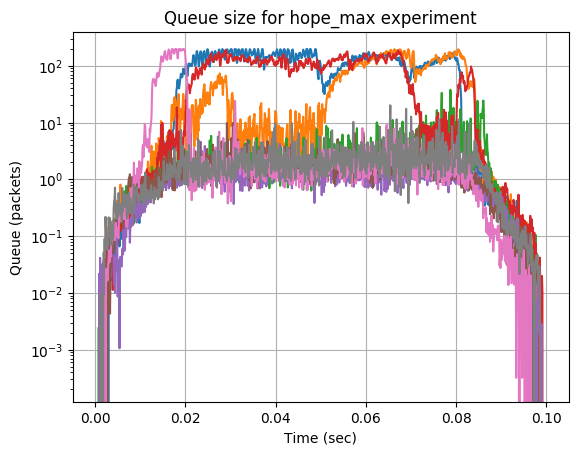 Queue size for hope_max experiment
Queue (packets)
10²
10¹
10⁰
10⁻¹
10⁻²
10⁻³
0.00 0.02 0.04 0.06 0.08 0.10
Time (sec)